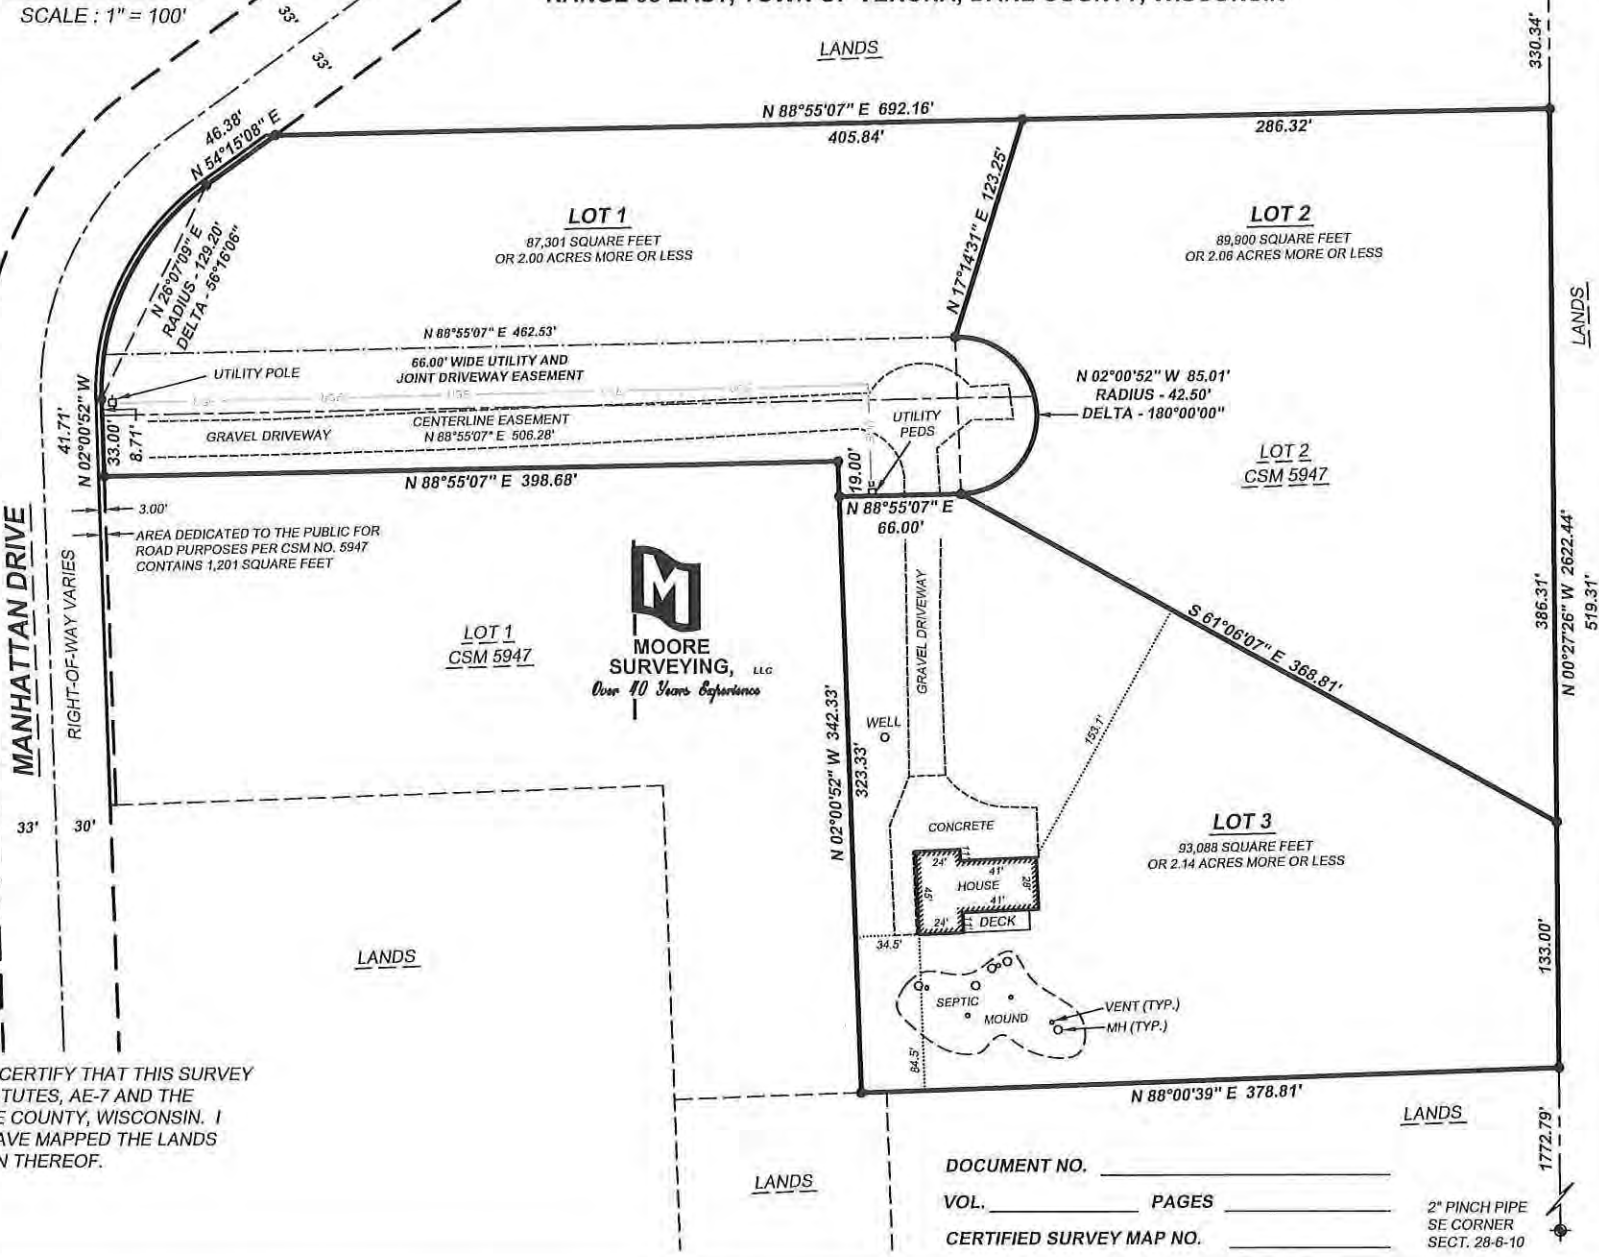 SCALE : 1" = 100'
33'
33'
LANDS
330.34'
N 88°55'07" E 692.16'
405.84'
286.32'
46.38'
N 54°15'08" E
LOT 1
87,301 SQUARE FEET
OR 2.00 ACRES MORE OR LESS
N 17°14'31" E 123.25'
LOT 2
89,900 SQUARE FEET
OR 2.06 ACRES MORE OR LESS
LANDS
N 26°07'09" E
RADIUS - 129.20'
DELTA - 56°16'06"
N 88°55'07" E 462.53'
66.00' WIDE UTILITY AND
JOINT DRIVEWAY EASEMENT
UTILITY POLE
CENTERLINE EASEMENT
N 88°55'07" E 506.28'
GRAVEL DRIVEWAY
UTILITY
PEDS
N 02°00'52" W 85.01'
RADIUS - 42.50'
DELTA - 180°00'00"
LOT 2
CSM 5947
41.71'
N 02°00'52" W
33.00'
8.71'
N 88°55'07" E 398.68'
19.00'
N 88°55'07" E
66.00'
3.00'
AREA DEDICATED TO THE PUBLIC FOR
ROAD PURPOSES PER CSM NO. 5947
CONTAINS 1,201 SQUARE FEET
MANHATTAN DRIVE
RIGHT-OF-WAY VARIES
LOT 1
CSM 5947
M
MOORE
SURVEYING, LLC
Over 40 Years Experience
GRAVEL DRIVEWAY
S 61°06'07" E 368.81'
386.31'
N 00°27'26" W 2622.44'
519.31'
153.1'
WELL
N 02°00'52" W 342.33'
323.33'
33'
30'
CONCRETE
LOT 3
93,088 SQUARE FEET
OR 2.14 ACRES MORE OR LESS
24'
11'
41'
HOUSE
28'
45'
41'
24'
11'
DECK
34.5'
LANDS
133.00'
SEPTIC
MOUND
VENT (TYP.)
MH (TYP.)
84.5'
N 88°00'39" E 378.81'
CERTIFY THAT THIS SURVEY
TUTES, AE-7 AND THE
E COUNTY, WISCONSIN. I
AVE MAPPED THE LANDS
N THEREOF.
LANDS
1772.79'
LANDS
DOCUMENT NO.
VOL. PAGES
CERTIFIED SURVEY MAP NO.
2" PINCH PIPE
SE CORNER
SECT. 28-6-10